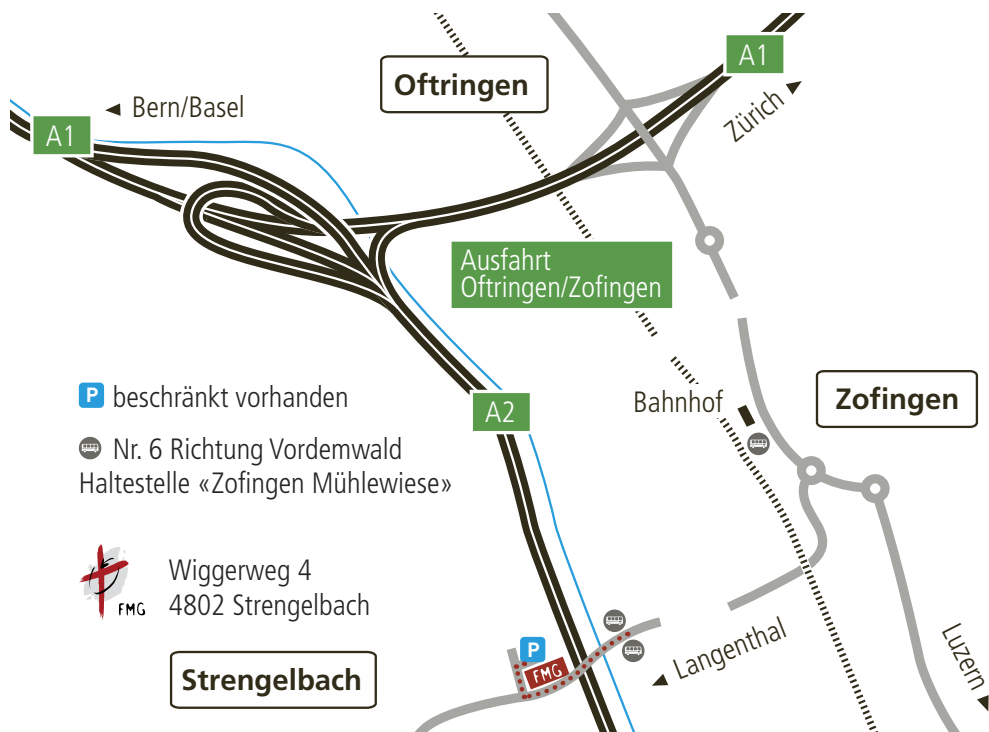 Oftringen
A1
Zürich
Bern/Basel
A1
Ausfahrt
Oftringen/Zofingen
P beschränkt vorhanden
A2
Bahnhof
Zofingen
Nr. 6 Richtung Vordemwald
Haltestelle «Zofingen Mühlewiese»
FMG
Wiggerweg 4
4802 Strengelbach
Strengelbach
P
FMG
Langenthal
Luzern